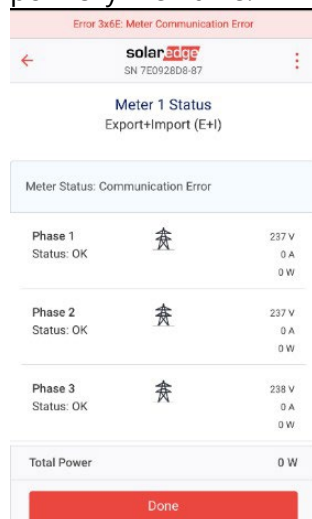 Error 3x6E: Meter Communication Error
solaredge
SN 7E0928D8-87
Meter 1 Status
Export+Import (E+I)
Meter Status: Communication Error
Phase 1
Status: OK
237 V
0 A
0 W
Phase 2
Status: OK
237 V
0 A
0 W
Phase 3
Status: OK
238 V
0 A
0 W
Total Power 0 W
Done